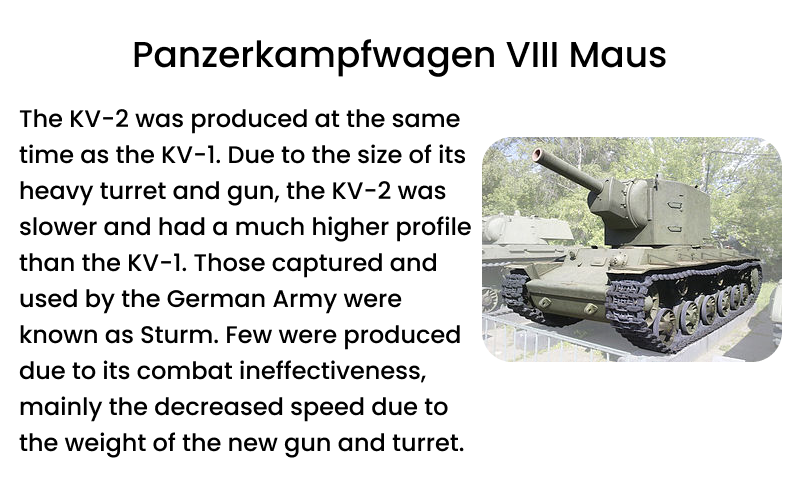 Panzerkampfwagen VIII Maus
The KV-2 was produced at the same
time as the KV-1. Due to the size of its
heavy turret and gun, the KV-2 was
slower and had a much higher profile
than the KV-1. Those captured and
used by the German Army were
known as Sturm. Few were produced
due to its combat ineffectiveness,
mainly the decreased speed due to
the weight of the new gun and turret.